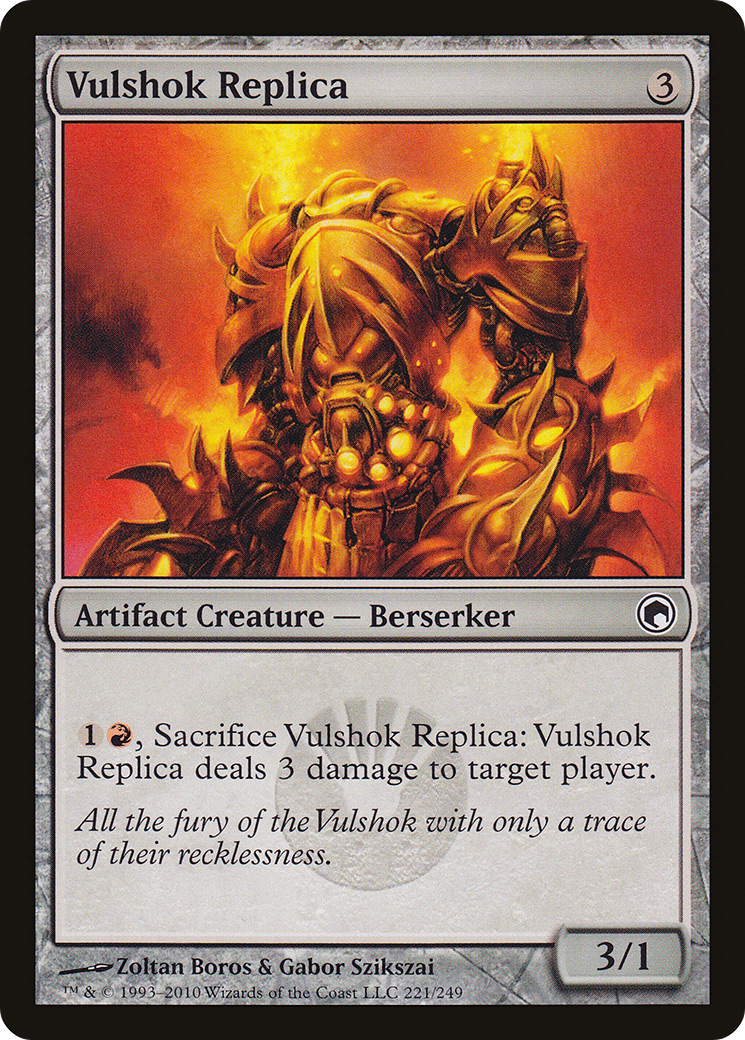 Vulshok Replica
3
Artifact Creature — Berserker
1, Sacrifice Vulshok Replica: Vulshok
Replica deals 3 damage to target player.
All the fury of the Vulshok with only a trace
of their recklessness.
3/1
Zoltan Boros & Gabor Szikszai
™ & © 1993–2010 Wizards of the Coast LLC 221/249